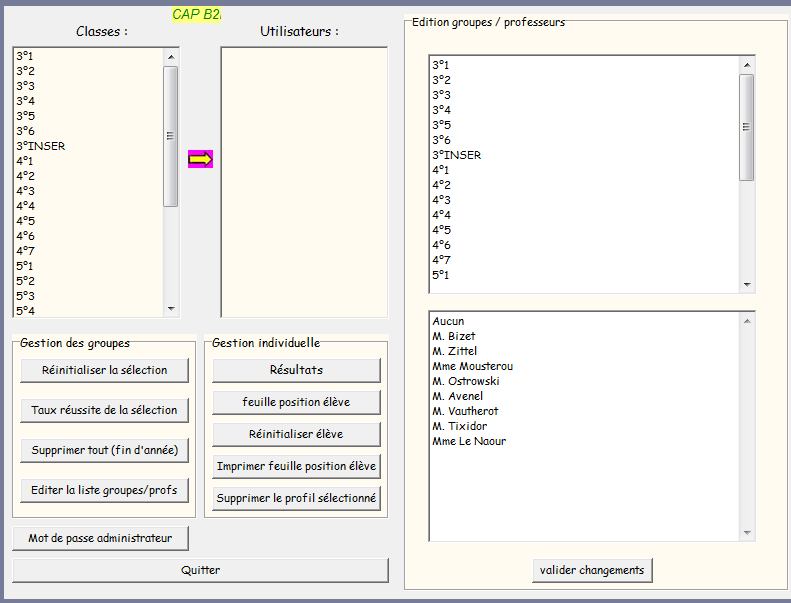 CAP B2
Classes :
Utilisateurs :
3°1
3°2
3°3
3°4
3°5
3°6
3°INSER
4°1
4°2
4°3
4°4
4°5
4°6
4°7
5°1
5°2
5°3
5°4
Gestion des groupes
Réinitialiser la sélection
Taux réussite de la sélection
Supprimer tout (fin d'année)
Editer la liste groupes/profs
Mot de passe administrateur
Gestion individuelle
Résultats
feuille position élève
Réinitialiser élève
Imprimer feuille position élève
Supprimer le profil sélectionné
Quitter
Edition groupes / professeurs
3°1
3°2
3°3
3°4
3°5
3°6
3°INSER
4°1
4°2
4°3
4°4
4°5
4°6
4°7
5°1
Aucun
M. Bizet
M. Zittel
Mme Mousterou
M. Ostrowski
M. Avenel
M. Vautherot
M. Tixidor
Mme Le Naour
valider changements